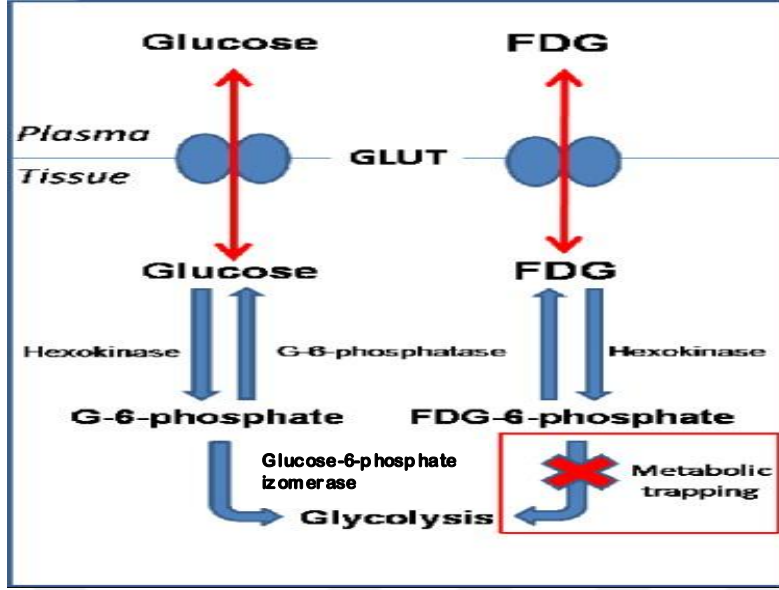 Glucose FDG
Plasma
GLUT
Tissue
Glucose FDG
Hexokinase G-6-phosphatase Hexokinase
G-6-phosphate FDG-6-phosphate
Glucose-6-phosphate
izomerase
Metabolic
trapping
Glycolysis